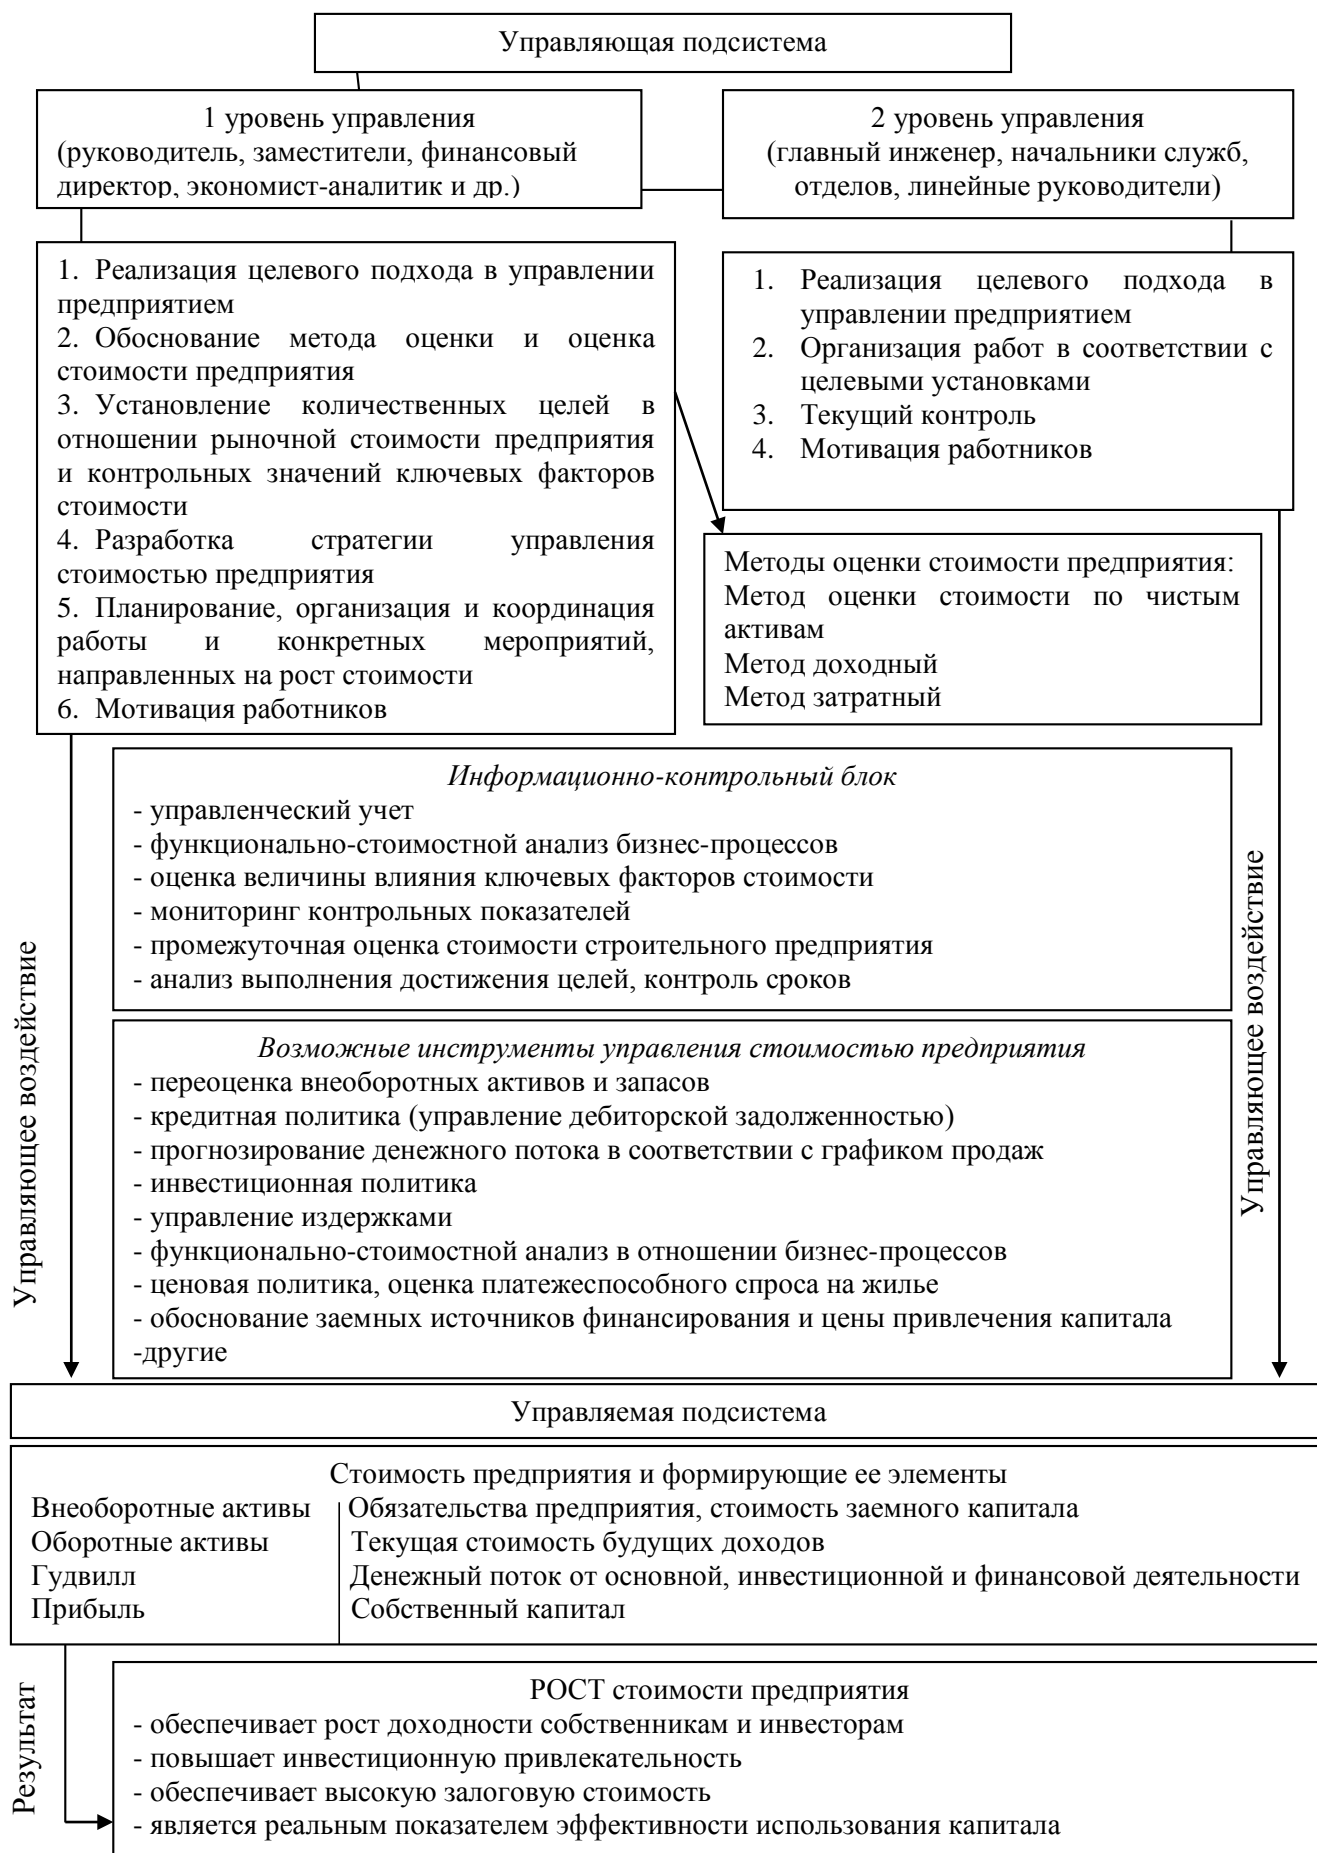 Управляющая подсистема
1 уровень управления
(руководитель, заместители, финансовый
директор, экономист-аналитик и др.)
2 уровень управления
(главный инженер, начальники служб,
отделов, линейные руководители)
1. Реализация целевого подхода в управлении
предприятием
2. Обоснование метода оценки и оценка
стоимости предприятия
3. Установление количественных целей в
отношении рыночной стоимости предприятия
и контрольных значений ключевых факторов
стоимости
4. Разработка стратегии управления
стоимостью предприятия
5. Планирование, организация и координация
работы и конкретных мероприятий,
направленных на рост стоимости
6. Мотивация работников
1. Реализация целевого подхода в
управлении предприятием
2. Организация работ в соответствии с
целевыми установками
3. Текущий контроль
4. Мотивация работников
Методы оценки стоимости предприятия:
Метод оценки стоимости по чистым
активам
Метод доходный
Метод затратный
Информационно-контрольный блок
- управленческий учет
- функционально-стоимостной анализ бизнес-процессов
- оценка величины влияния ключевых факторов стоимости
- мониторинг контрольных показателей
- промежуточная оценка стоимости строительного предприятия
- анализ выполнения достижения целей, контроль сроков
Управляющее воздействие
Управляющее воздействие
Возможные инструменты управления стоимостью предприятия
- переоценка внеоборотных активов и запасов
- кредитная политика (управление дебиторской задолженностью)
- прогнозирование денежного потока в соответствии с графиком продаж
- инвестиционная политика
- управление издержками
- функционально-стоимостной анализ в отношении бизнес-процессов
- ценовая политика, оценка платежеспособного спроса на жилье
- обоснование заемных источников финансирования и цены привлечения капитала
-другие
Управляемая подсистема
Стоимость предприятия и формирующие ее элементы
Внеоборотные активы
Оборотные активы
Гудвилл
Прибыль
Обязательства предприятия, стоимость заемного капитала
Текущая стоимость будущих доходов
Денежный поток от основной, инвестиционной и финансовой деятельности
Собственный капитал
Результат
РОСТ стоимости предприятия
- обеспечивает рост доходности собственникам и инвесторам
- повышает инвестиционную привлекательность
- обеспечивает высокую залоговую стоимость
- является реальным показателем эффективности использования капитала